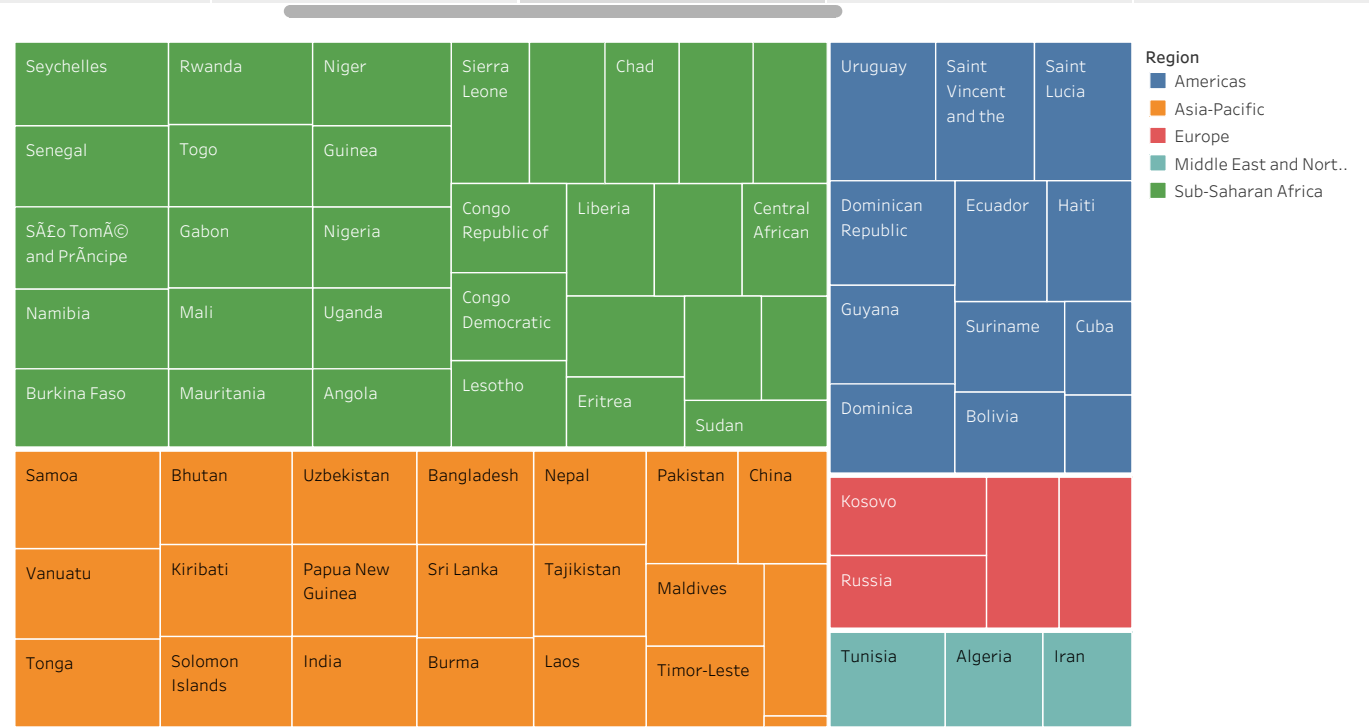 Seychelles
Rwanda
Niger
Sierra
Leone
Chad
Senegal
Togo
Guinea
SÃ£o TomÃ©
and PrÃncipe
Gabon
Nigeria
Congo
Republic of
Liberia
Central
African
Namibia
Mali
Uganda
Congo
Democratic
Burkina Faso
Mauritania
Angola
Lesotho
Eritrea
Sudan
Uruguay
Saint
Vincent
and the
Saint
Lucia
Dominican
Republic
Ecuador
Haiti
Guyana
Suriname
Cuba
Dominica
Bolivia
Samoa
Bhutan
Uzbekistan
Bangladesh
Nepal
Pakistan
China
Vanuatu
Kiribati
Papua New
Guinea
Sri Lanka
Tajikistan
Maldives
Tonga
Solomon
Islands
India
Burma
Laos
Timor-Leste
Kosovo
Russia
Tunisia
Algeria
Iran
Region
Americas
Asia-Pacific
Europe
Middle East and Nort..
Sub-Saharan Africa